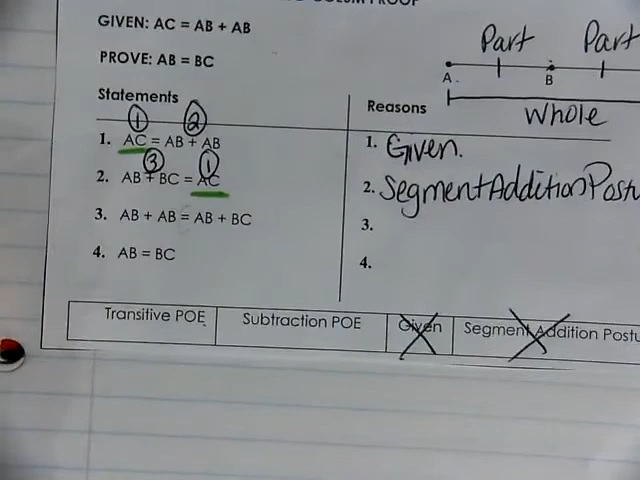 GIVEN: AC = AB + AB
Part Part
PROVE: AB = BC
A. B
Statements
Reasons
Whole
1 2
1. AC = AB + AB
1. Given.
3 1
2. AB + BC = AC
2. Segment Addition Postu
3. AB + AB = AB + BC
3.
4. AB = BC
4.
Transitive POE Subtraction POE Given Segment Addition Postu